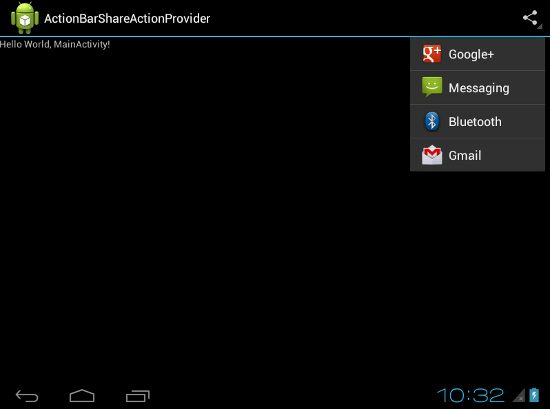 ActionBarShareActionProvider
Hello World, MainActivity!
Google+
Messaging
Bluetooth
Gmail
10:32